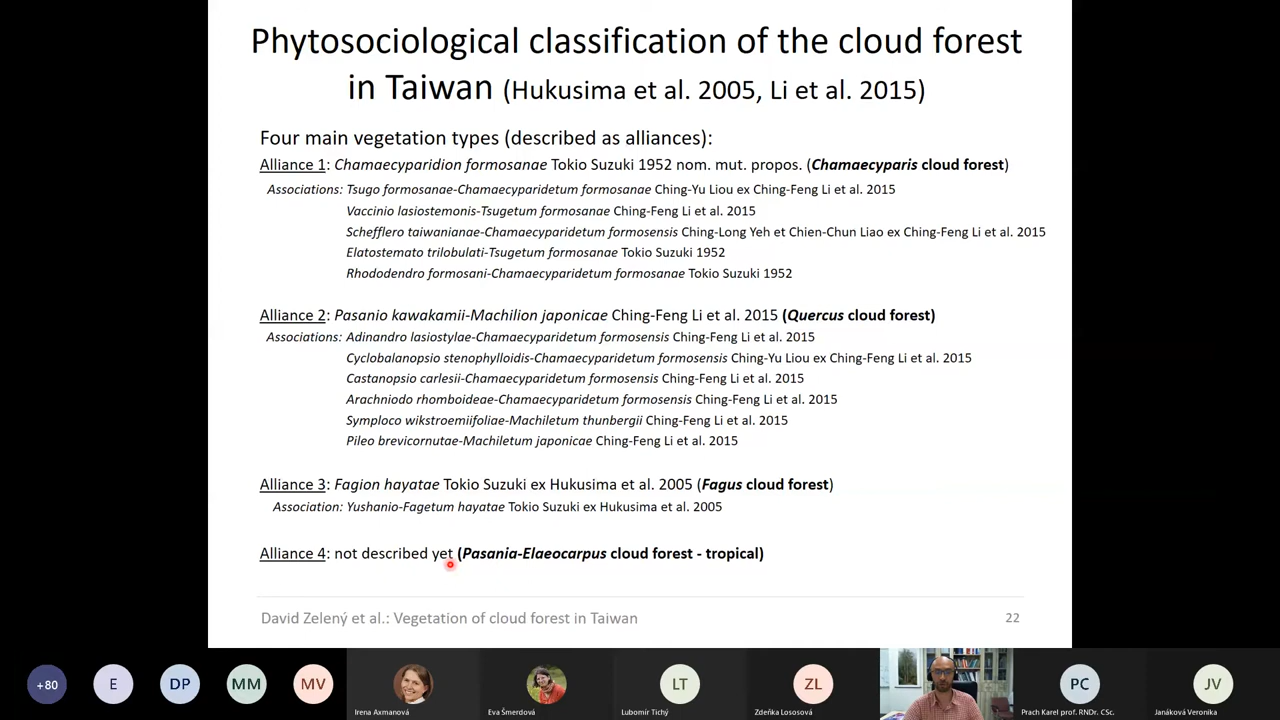 Phytosociological classification of the cloud forest
in Taiwan (Hukusima et al. 2005, Li et al. 2015)
Four main vegetation types (described as alliances):
Alliance 1: Chamaecyparidion formosanae Tokio Suzuki 1952 nom. mut. propos. (Chamaecyparis cloud forest)
Associations: Tsugo formosanae-Chamaecyparidetum formosanae Ching-Yu Liou ex Ching-Feng Li et al. 2015
Vaccinio lasiostemonis-Tsugetum formosanae Ching-Feng Li et al. 2015
Schefflero taiwanianae-Chamaecyparidetum formosensis Ching-Long Yeh et Chien-Chun Liao ex Ching-Feng Li et al. 2015
Elatostemato trilobulati-Tsugetum formosanae Tokio Suzuki 1952
Rhododendro formosani-Chamaecyparidetum formosanae Tokio Suzuki 1952
Alliance 2: Pasanio kawakamii-Machilion japonicae Ching-Feng Li et al. 2015 (Quercus cloud forest)
Associations: Adinandro lasiostylae-Chamaecyparidetum formosensis Ching-Feng Li et al. 2015
Cyclobalanopsio stenophylloidis-Chamaecyparidetum formosensis Ching-Yu Liou ex Ching-Feng Li et al. 2015
Castanopsio carlesii-Chamaecyparidetum formosensis Ching-Feng Li et al. 2015
Arachniodo rhomboideae-Chamaecyparidetum formosensis Ching-Feng Li et al. 2015
Symploco wikstroemiifoliae-Machiletum thunbergii Ching-Feng Li et al. 2015
Pileo brevicornutae-Machiletum japonicae Ching-Feng Li et al. 2015
Alliance 3: Fagion hayatae Tokio Suzuki ex Hukusima et al. 2005 (Fagus cloud forest)
Association: Yushanio-Fagetum hayatae Tokio Suzuki ex Hukusima et al. 2005
Alliance 4: not described yet (Pasania-Elaeocarpus cloud forest - tropical)
David Zelený et al.: Vegetation of cloud forest in Taiwan 22
+80 E DP MM MV LT ZL PC JV
Irena Axmanová Eva Šmerdová Lubomír Tichý Zdeňka Lososová Prach Karel prof. RNDr. CSc. Janáková Veronika